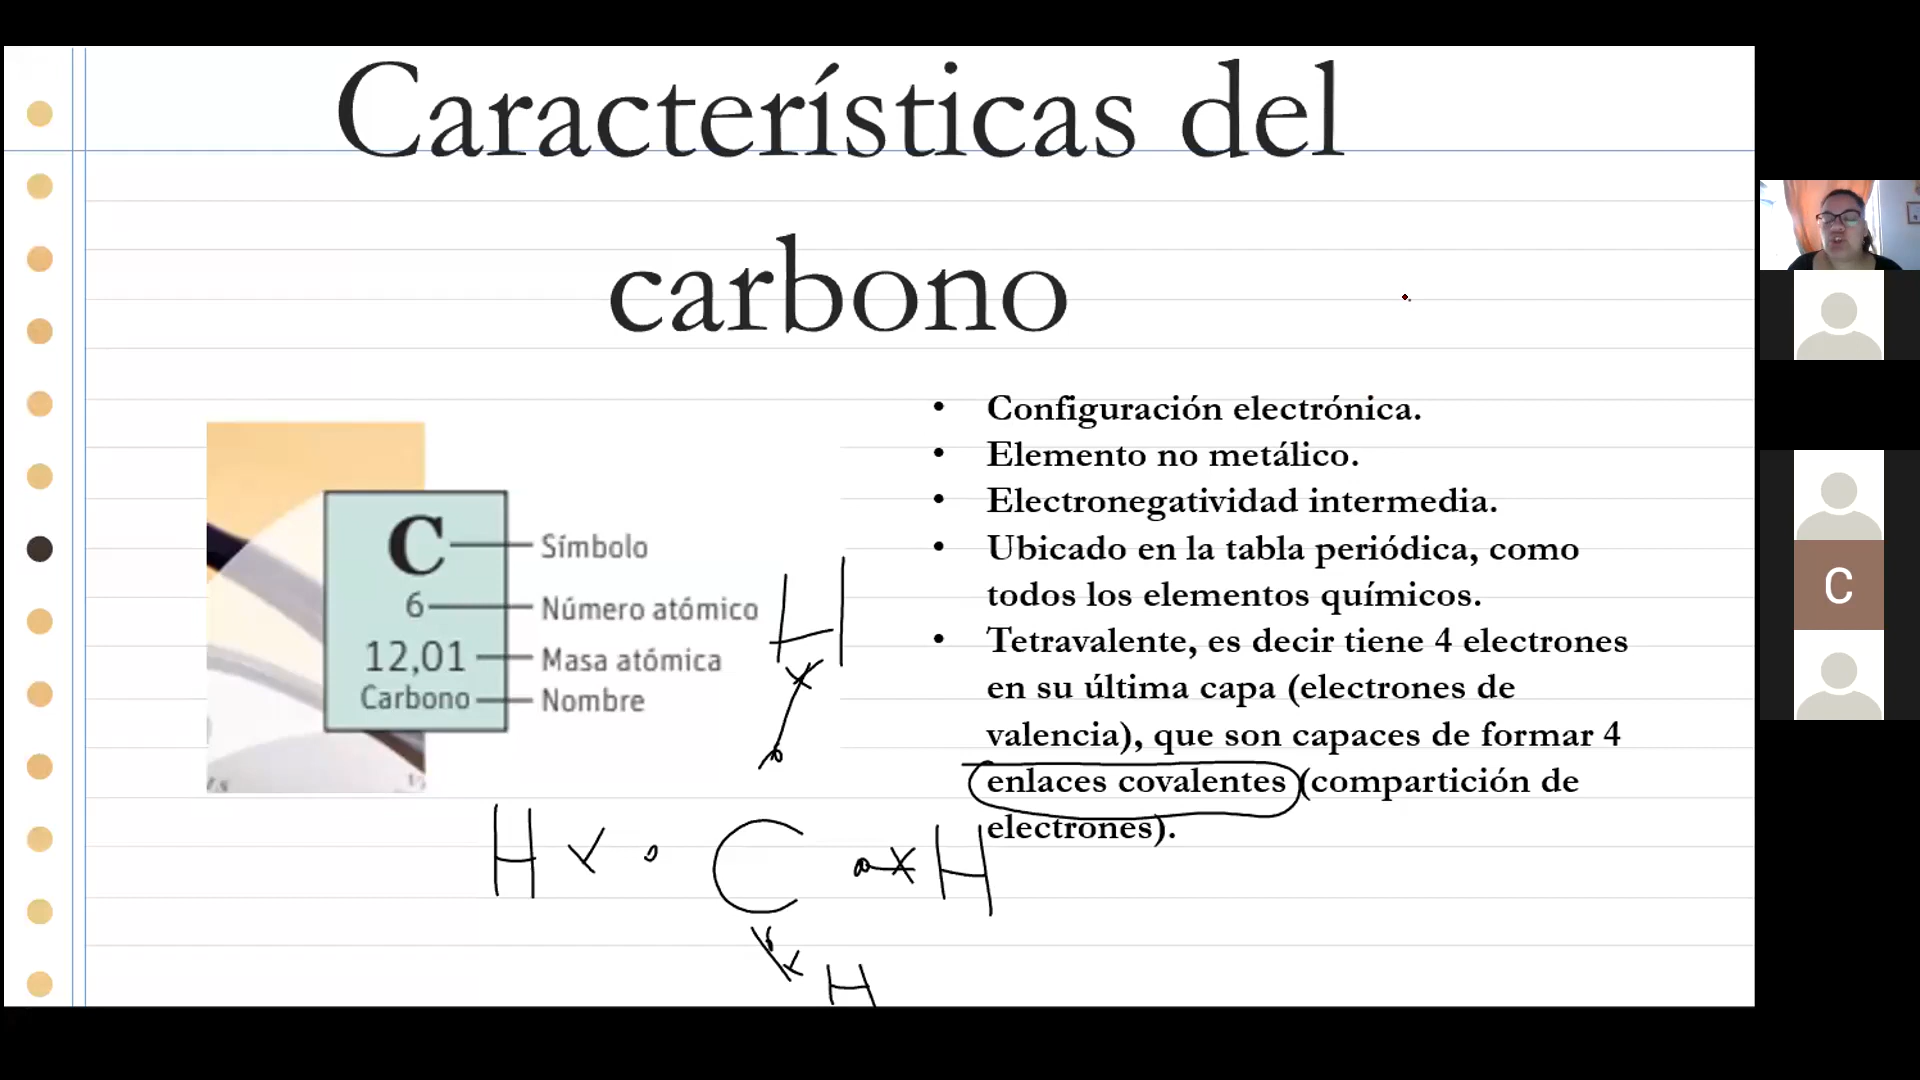 Características del
carbono
C
Símbolo
6
Número atómico
12,01
Masa atómica
Carbono
Nombre
• Configuración electrónica.
• Elemento no metálico.
• Electronegatividad intermedia.
• Ubicado en la tabla periódica, como
todos los elementos químicos.
• Tetravalente, es decir tiene 4 electrones
en su última capa (electrones de
valencia), que son capaces de formar 4
enlaces covalentes (compartición de
electrones).
H
x
H x C x H
x
H
C